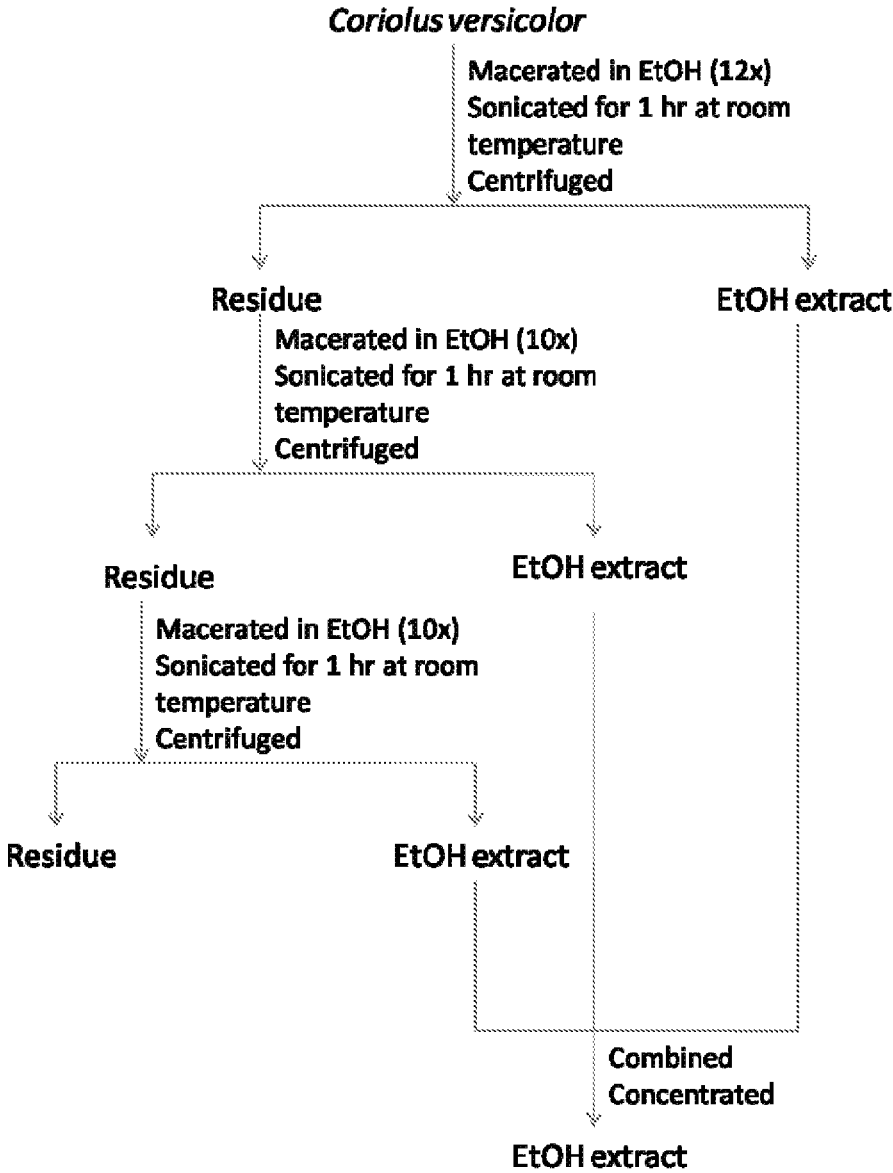 Coriolus versicolor
Macerated in EtOH (12x)
Sonicated for 1 hr at room
temperature
Centrifuged
Residue
EtOH extract
Macerated in EtOH (10x)
Sonicated for 1 hr at room
temperature
Centrifuged
Residue
EtOH extract
Macerated in EtOH (10x)
Sonicated for 1 hr at room
temperature
Centrifuged
Residue
EtOH extract
Combined
Concentrated
EtOH extract